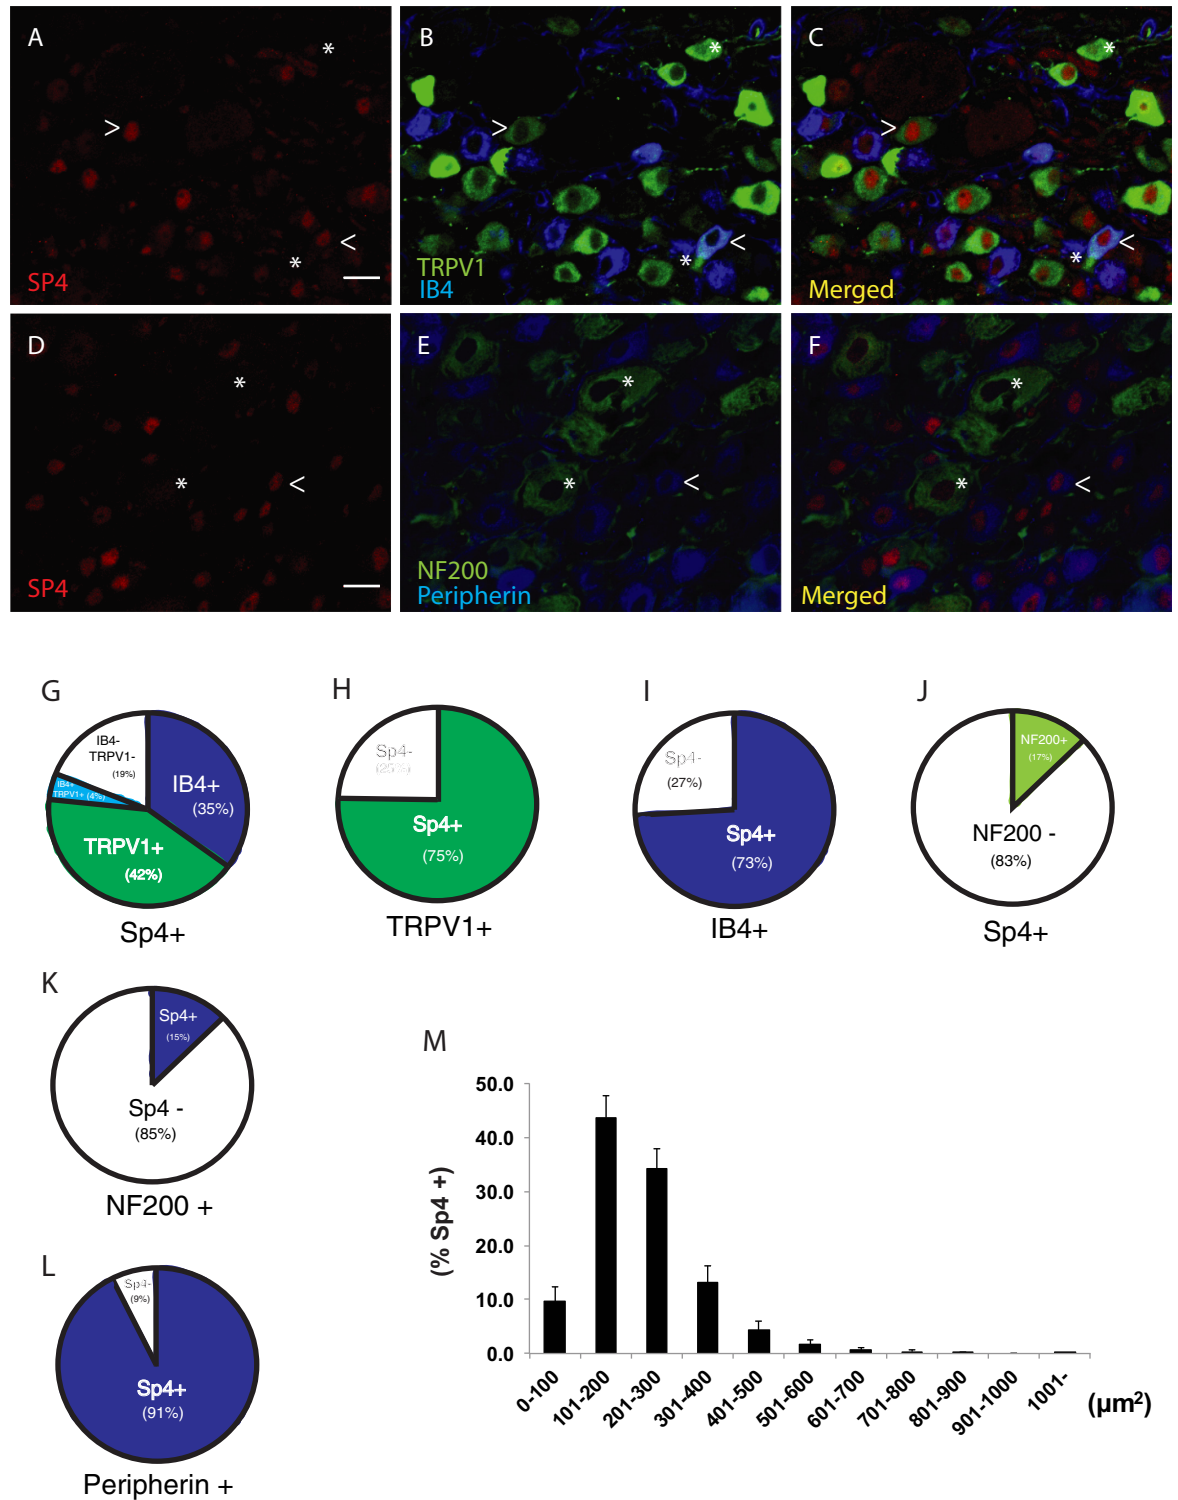 A
*
>
<
*
SP4
B
*
>
<
*
TRPV1
IB4
C
*
>
<
*
Merged
D
*
*
<
SP4
E
*
*
<
NF200
Peripherin
F
*
*
<
Merged
G
IB4-
TRPV1-
(19%)
IB4+
TRPV1+ (4%)
IB4+
(35%)
TRPV1+
(42%)
Sp4+
H
Sp4-
(25%)
Sp4+
(75%)
TRPV1+
I
Sp4-
(27%)
Sp4+
(73%)
IB4+
J
NF200+
(17%)
NF200 -
(83%)
Sp4+
K
Sp4+
(15%)
Sp4 -
(85%)
NF200 +
L
Sp4-
(9%)
Sp4+
(91%)
Peripherin +
M
(% Sp4 +)
50.0
40.0
30.0
20.0
10.0
0.0
0-100
101-200
201-300
301-400
401-500
501-600
601-700
701-800
801-900
901-1000
1001-
(µm²)